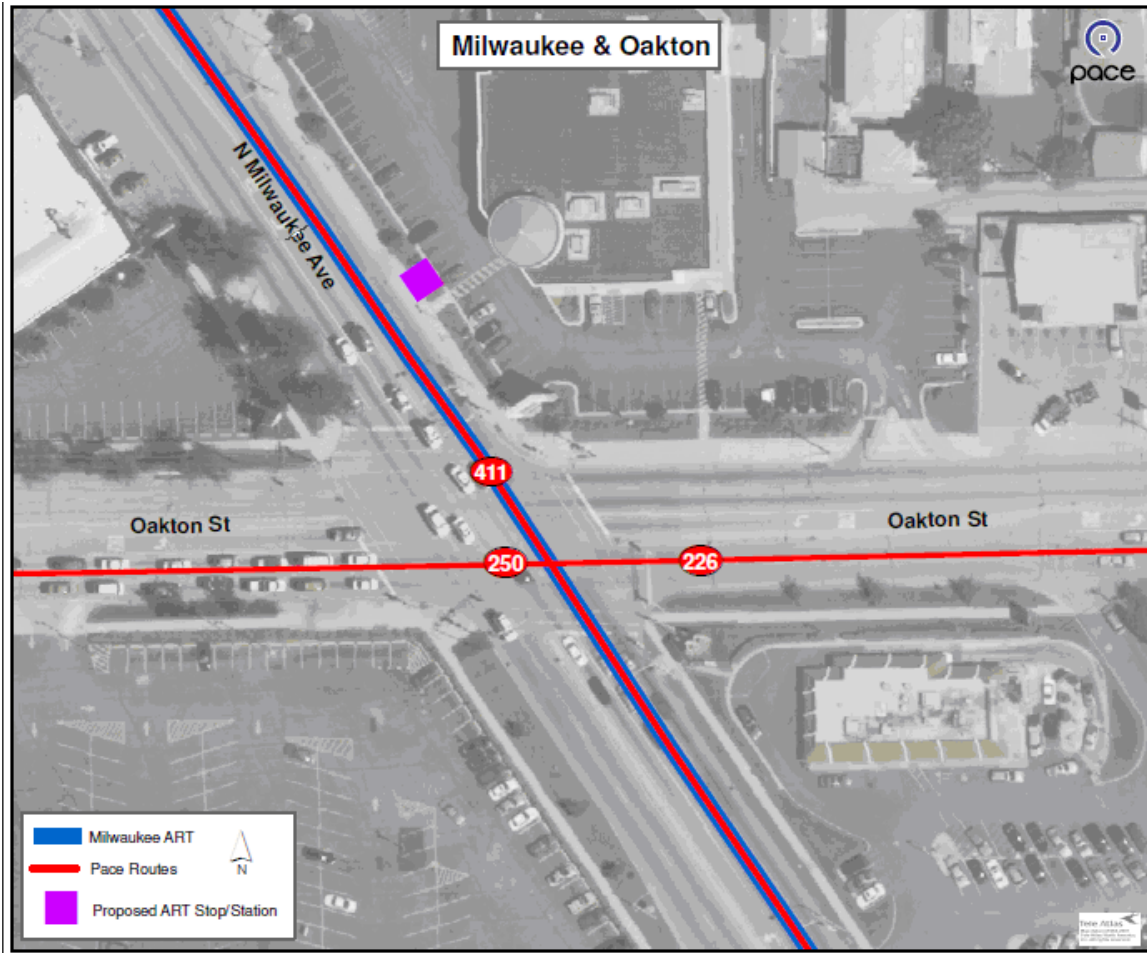 Milwaukee & Oakton
pace
N Milwaukee Ave
411
Oakton St
Oakton St
250
226
Milwaukee ART
N
Pace Routes
Proposed ART Stop/Station
Tele Atlas